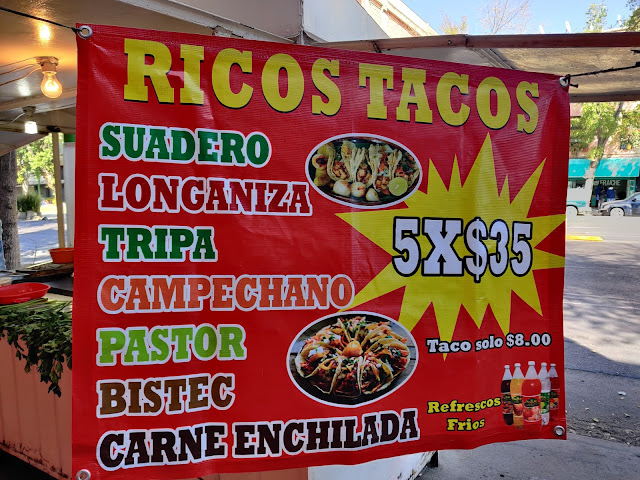 RICOS TACOS
SUADERO
LONGANIZA
TRIPA
CAMPECHANO
PASTOR
BISTEC
CARNE ENCHILADA
5X$35
Taco solo $8.00
Refrescos
Frios